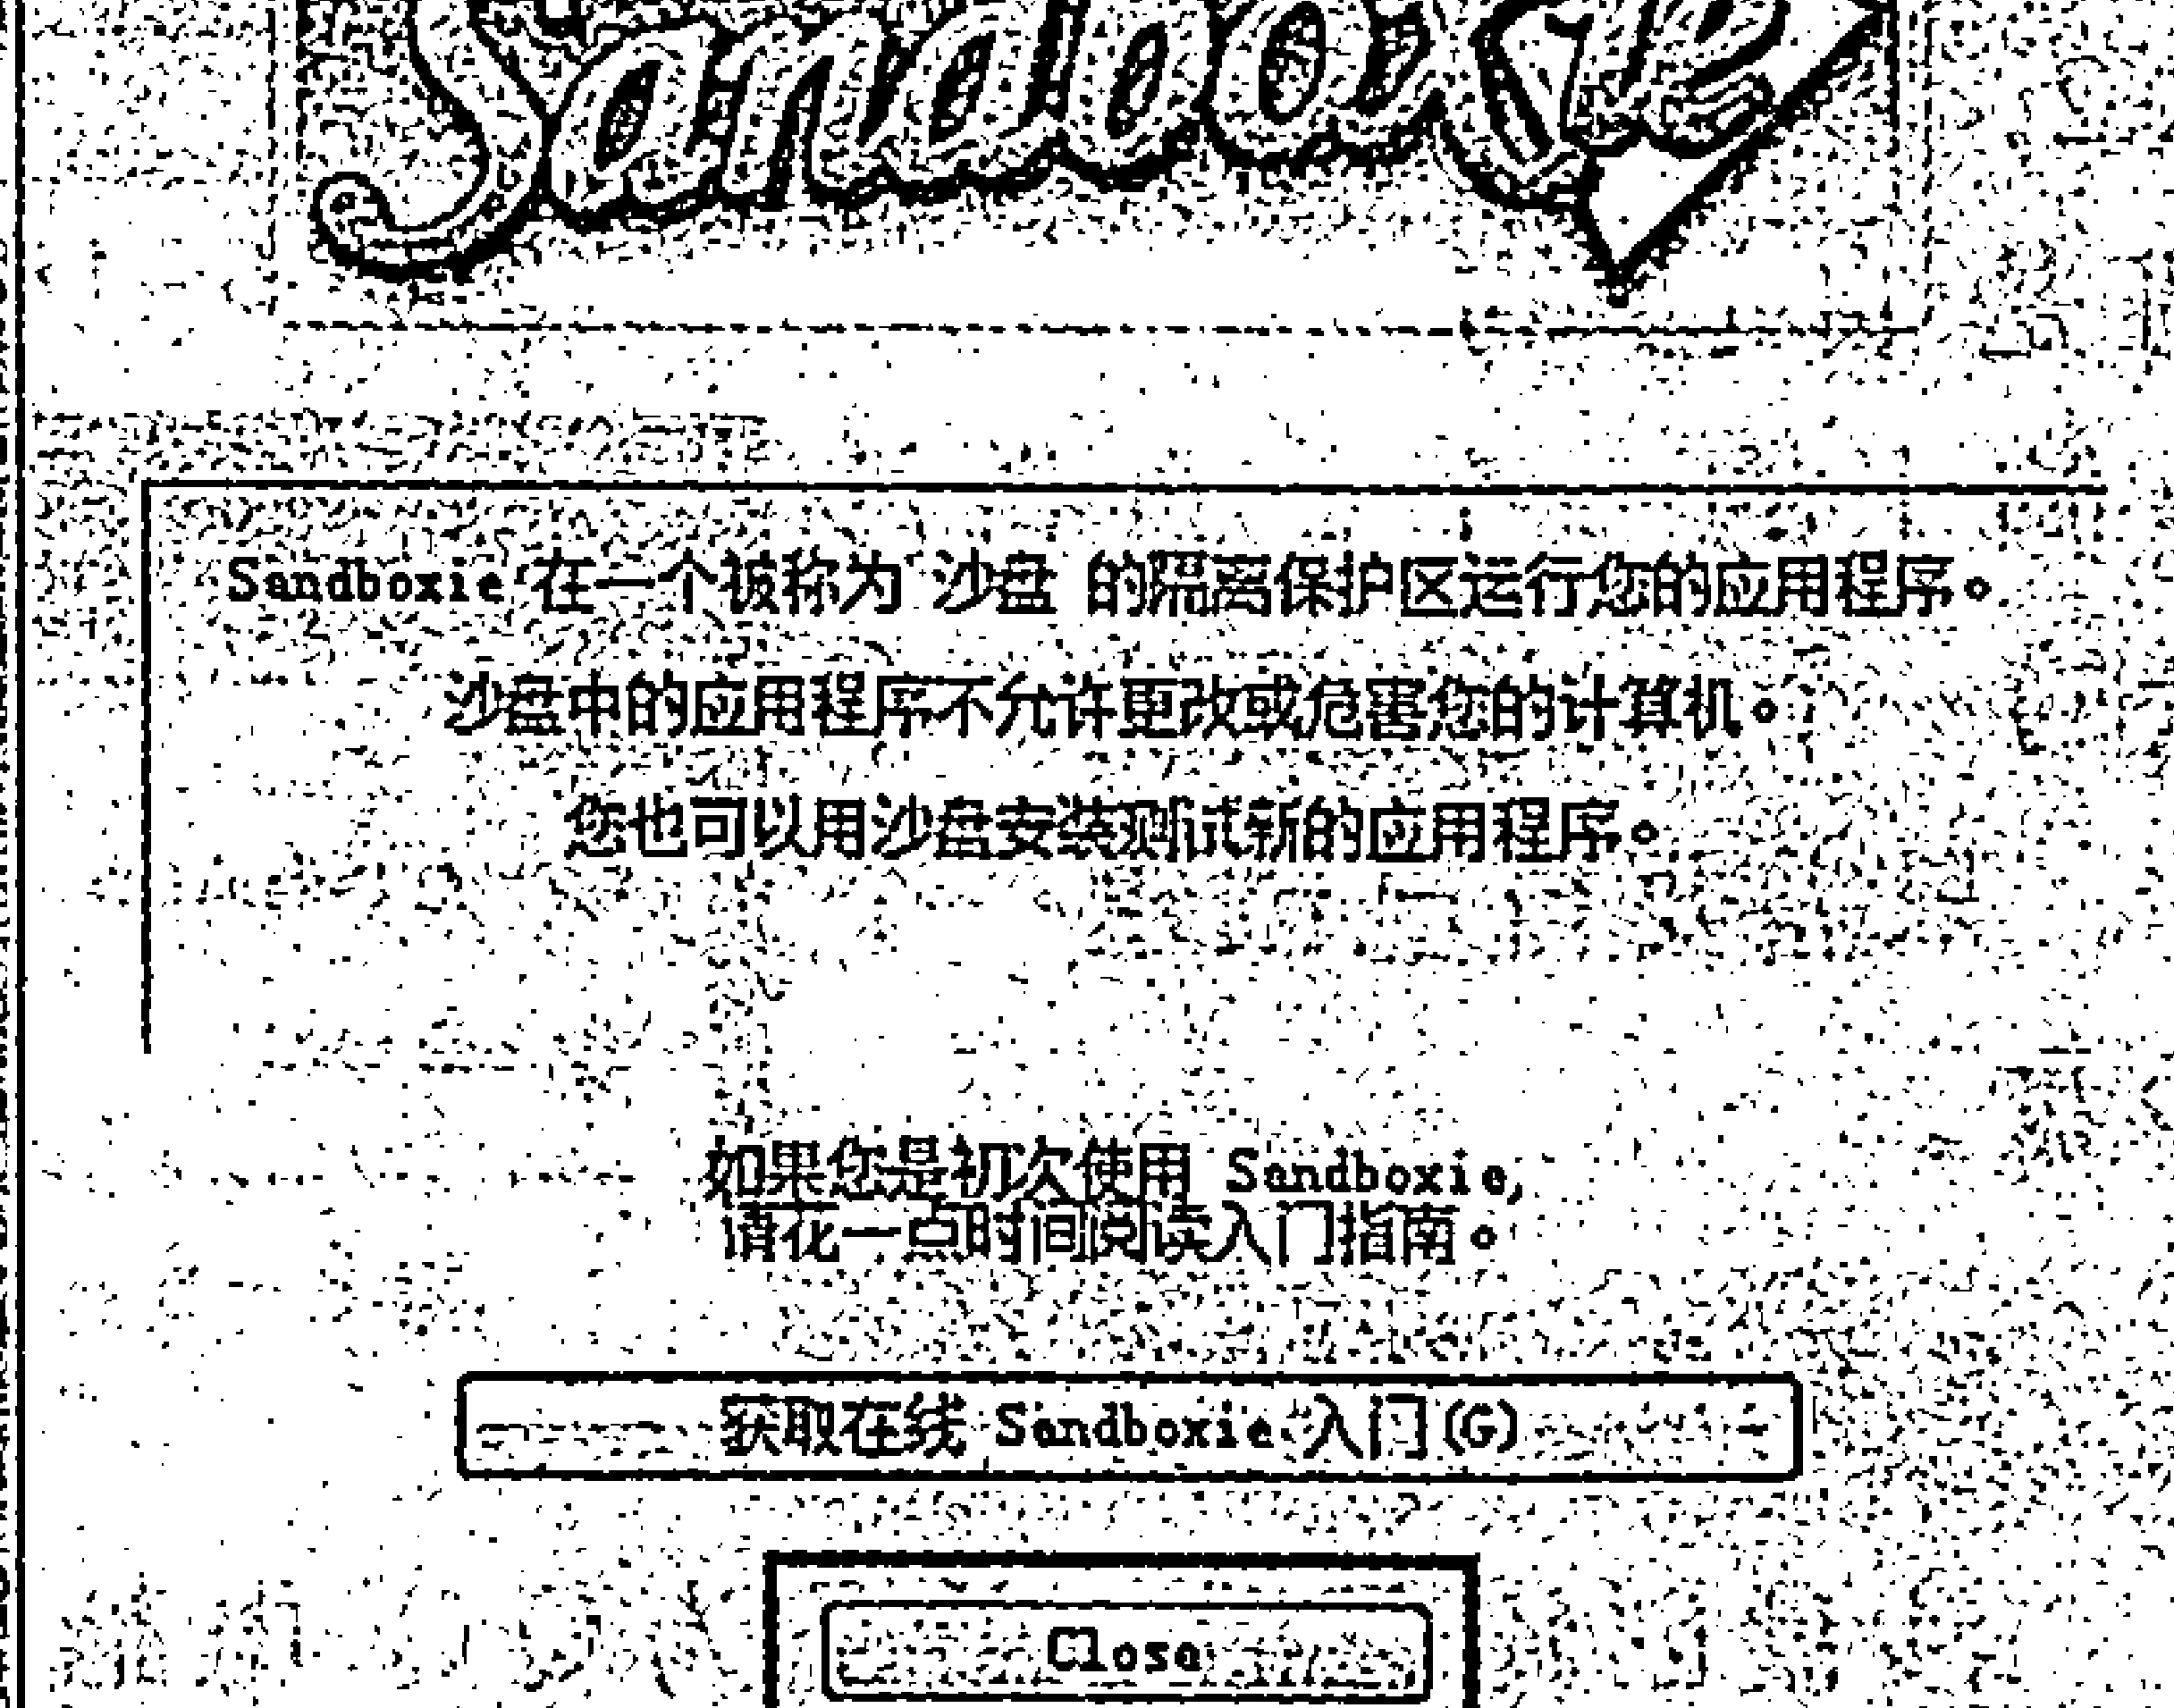 Sandboxie
Sandboxie 在一个被称为 沙盘 的隔离保护区运行您的应用程序。
沙盘中的应用程序不允许更改或危害您的计算机。
您也可以用沙盘安装测试新的应用程序。
如果您是初次使用 Sandboxie,
请花一点时间阅读入门指南。
获取在线 Sandboxie 入门(G)
Close